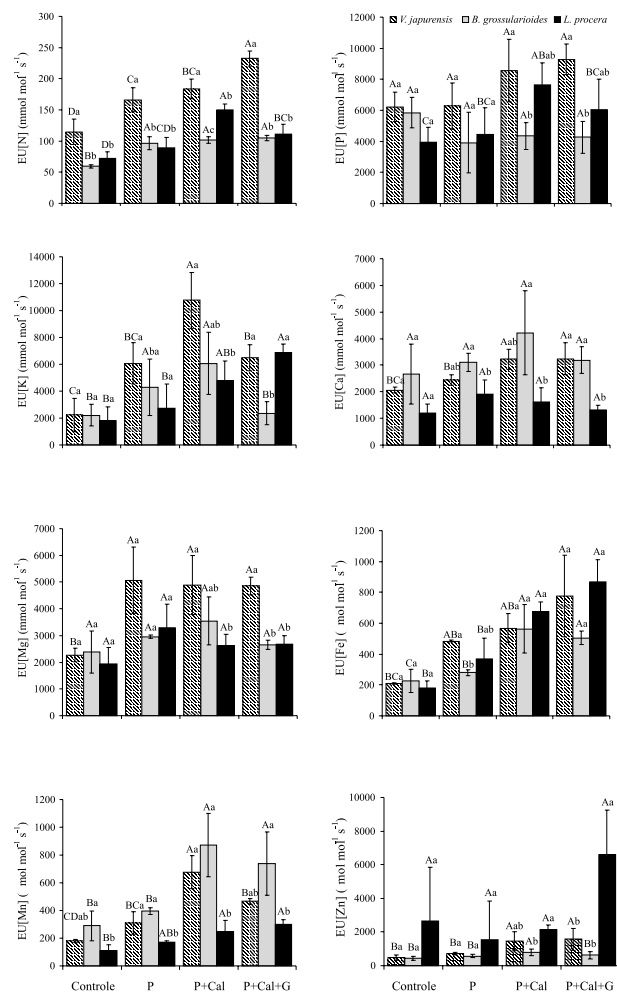 EU[N] (mmol mol⁻¹ s⁻¹)
300
250
200
150
100
50
0
Da
Bb
Db
Ca
Ab
CDb
BCa
Ac
Ab
Aa
Ab
BCb
EU[P] (mmol mol⁻¹ s⁻¹)
V. japurensis B. grossularioides L. procera
12000
10000
8000
6000
4000
2000
0
Aa
Aa
Ca
Aa
Aa
BCa
Aa
Ab
ABab
Aa
Ab
BCab
EU[K] (mmol mol⁻¹ s⁻¹)
14000
12000
10000
8000
6000
4000
2000
0
Ca
Ba
Ba
BCa
Aba
Ba
Aa
Aab
ABb
Ba
Bb
Aa
EU[Ca] (mmol mol⁻¹ s⁻¹)
7000
6000
5000
4000
3000
2000
1000
0
BCa
Aa
Aa
Bab
Aa
Ab
Aab
Aa
Ab
Aa
Aa
Ab
EU[Mg] (mmol mol⁻¹ s⁻¹)
7000
6000
5000
4000
3000
2000
1000
0
Ba
Aa
Aa
Aa
Aa
Aa
Aa
Aab
Ab
Aa
Ab
Ab
EU[Fe] ( mol mol⁻¹ s⁻¹)
1200
1000
800
600
400
200
0
BCa
Ca
Ba
ABa
Bb
Bab
ABa
Aa
Aa
Aa
Aa
Aa
EU[Mn] ( mol mol⁻¹ s⁻¹)
1200
1000
800
600
400
200
0
CDab
Ba
Bb
BCa
Ba
ABb
Aa
Aa
Ab
Bab
Aa
Ab
Controle P P+Cal P+Cal+G
EU[Zn] ( mol mol⁻¹ s⁻¹)
10000
8000
6000
4000
2000
0
Ba
Ba
Aa
Ba
Ba
Aa
Aab
Ab
Aa
Ab
Bb
Aa
Controle P P+Cal P+Cal+G